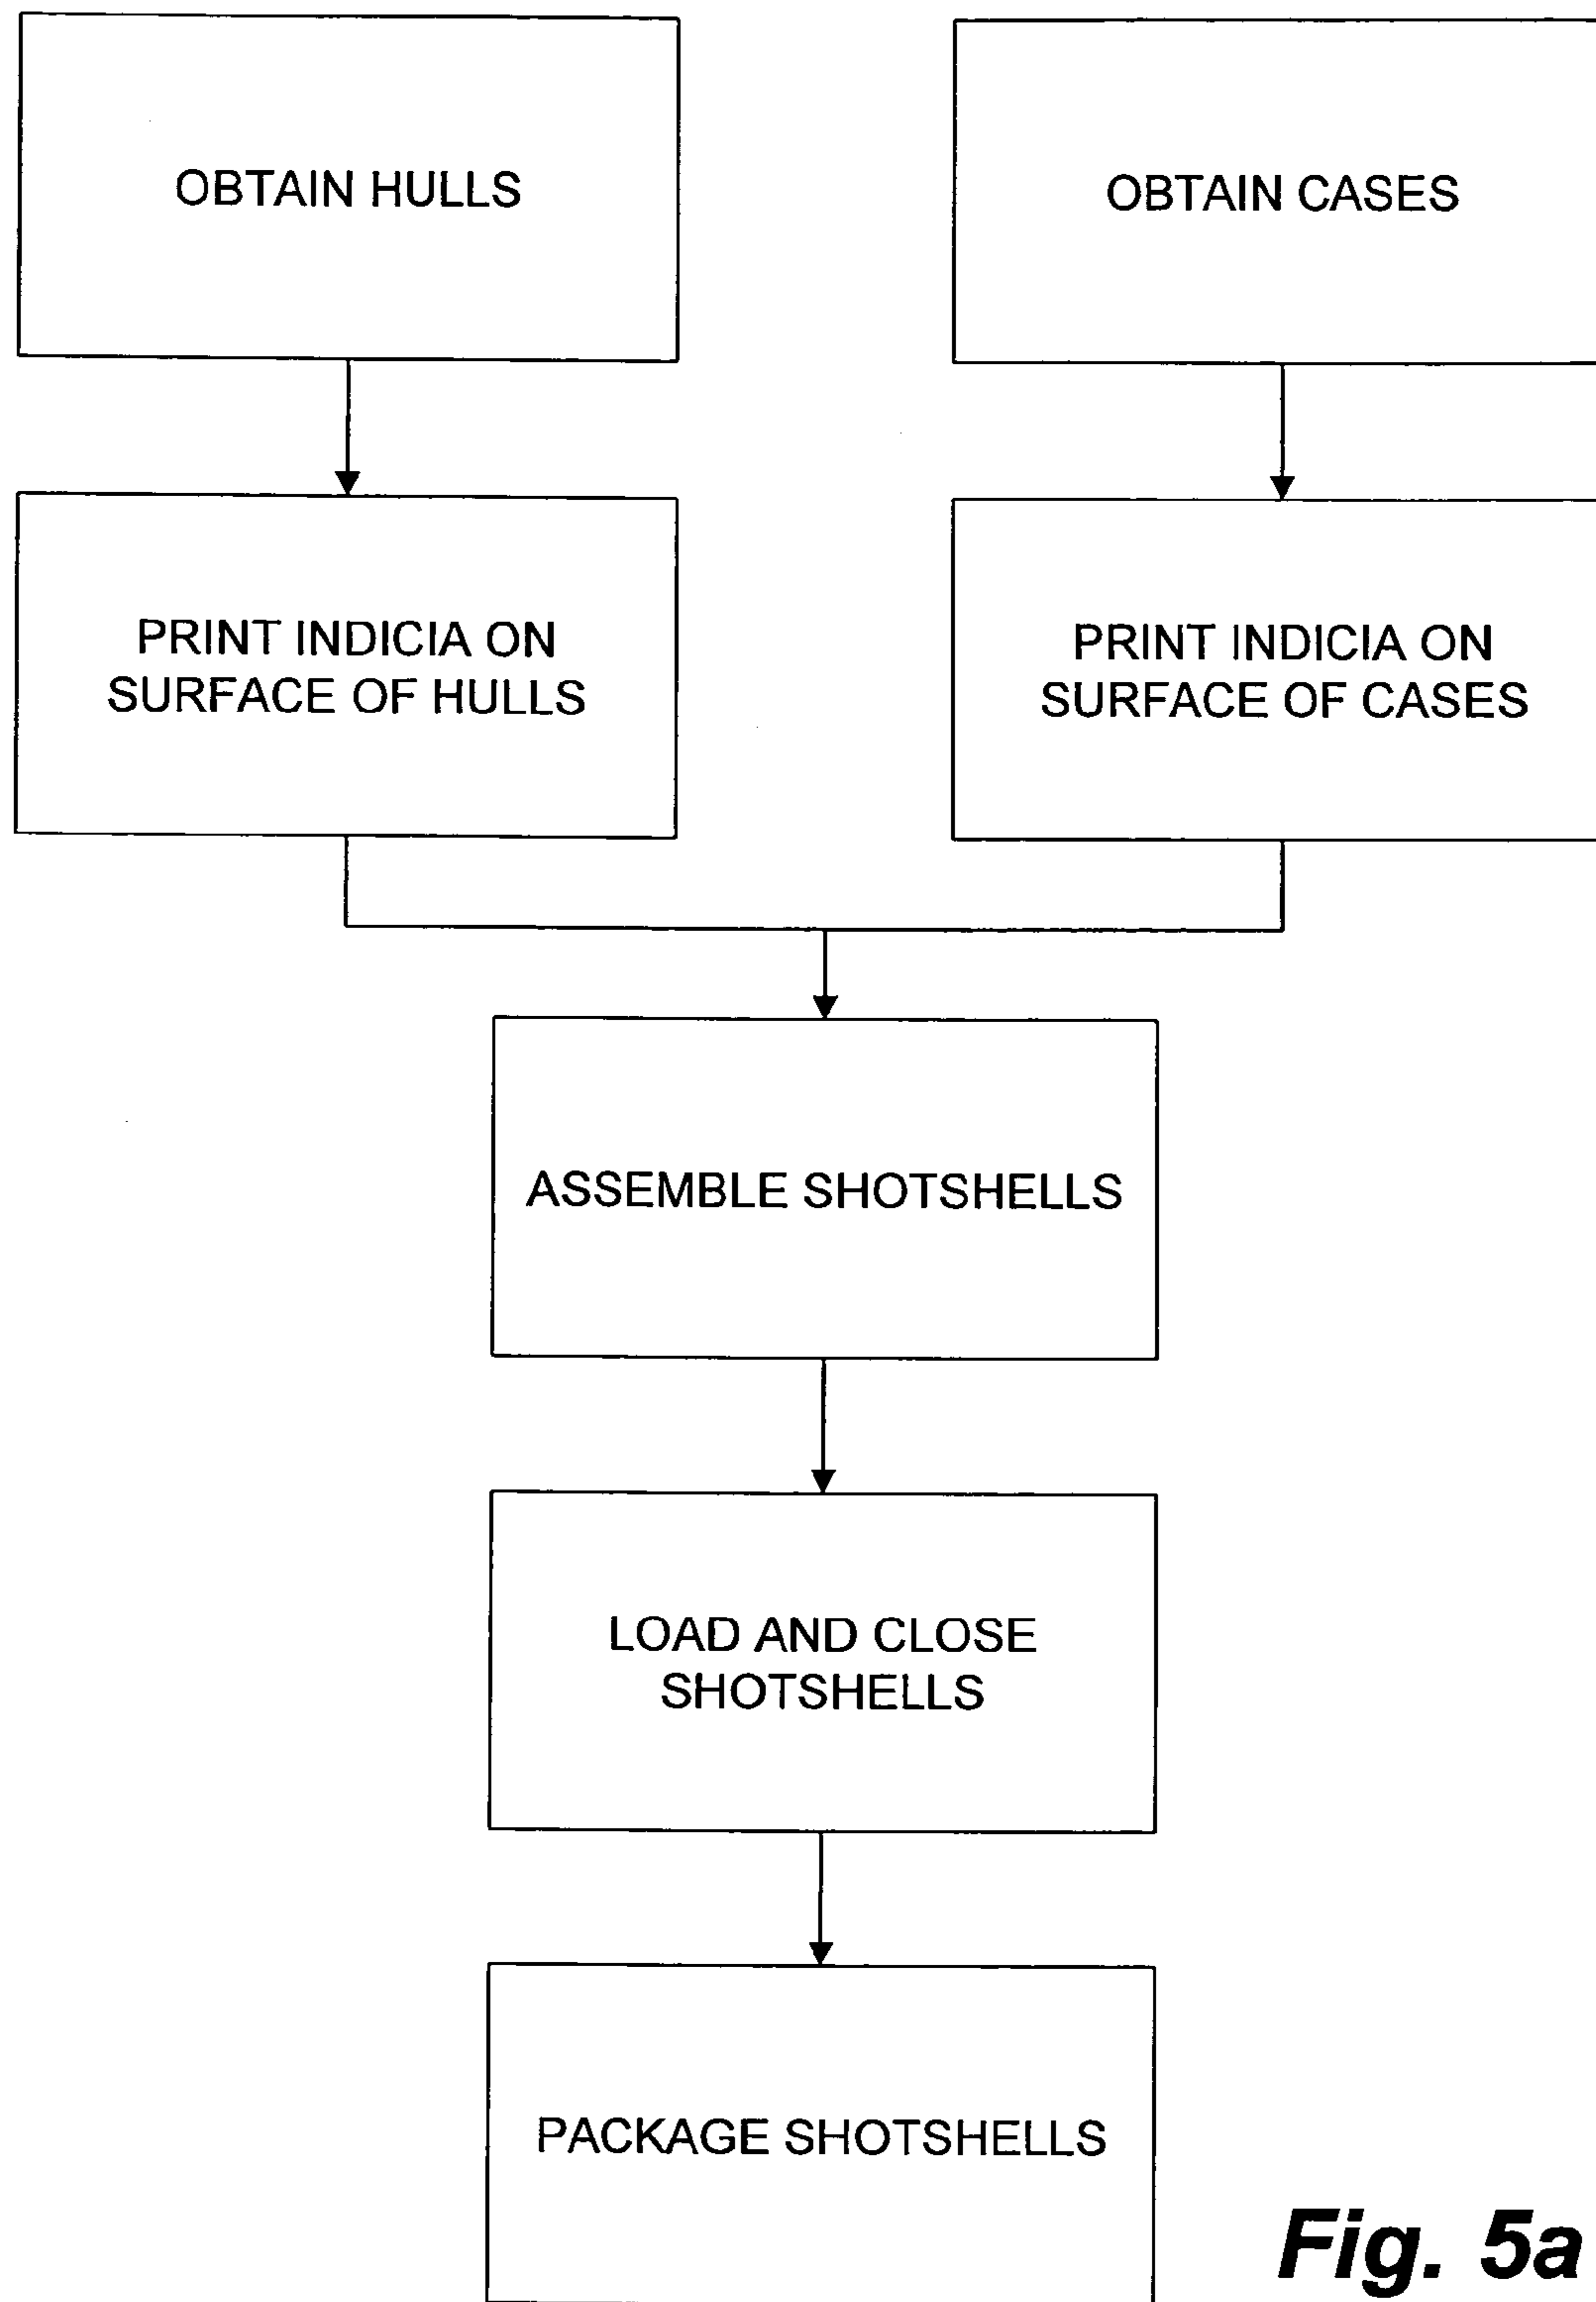 OBTAIN HULLS
OBTAIN CASES
PRINT INDICIA ON
SURFACE OF HULLS
PRINT INDICIA ON
SURFACE OF CASES
ASSEMBLE SHOTSHELLS
LOAD AND CLOSE
SHOTSHELLS
PACKAGE SHOTSHELLS
Fig. 5a